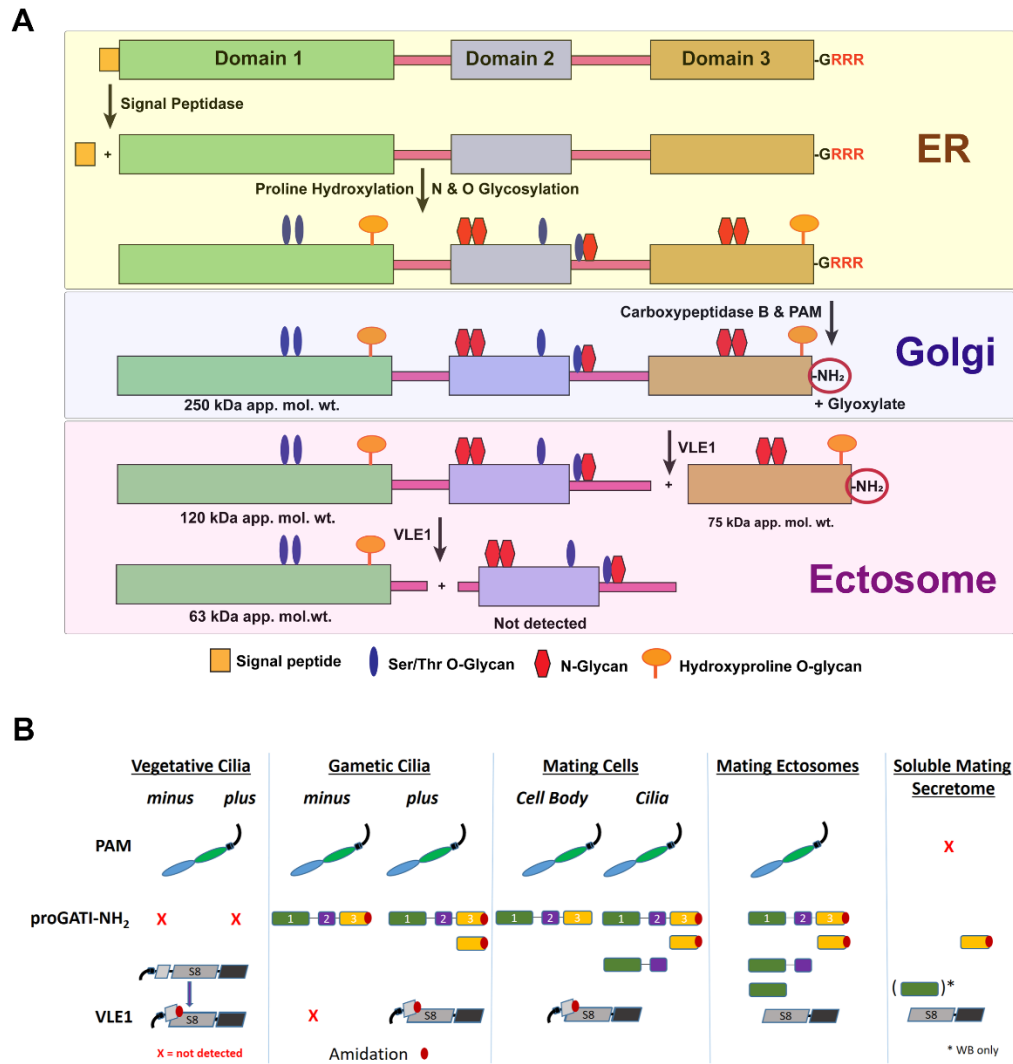 A
Domain 1 Domain 2 Domain 3 -GRRR
Signal Peptidase
+ -GRRR
ER
Proline Hydroxylation N & O Glycosylation
-GRRR
Carboxypeptidase B & PAM
Golgi
-NH₂
250 kDa app. mol. wt. + Glyoxylate
VLE1
+ -NH₂
120 kDa app. mol. wt. 75 kDa app. mol. wt.
VLE1
+
Ectosome
63 kDa app. mol.wt. Not detected
Signal peptide Ser/Thr O-Glycan N-Glycan Hydroxyproline O-glycan
B
Vegetative Cilia Gametic Cilia Mating Cells Mating Ectosomes Soluble Mating
Secretome
minus plus minus plus Cell Body Cilia
PAM X
proGATI-NH₂ X X 1 2 3 1 2 3 1 2 3 1 2 3 1 2 3
S8 ( )*
VLE1 S8 X S8 S8 S8 S8
X = not detected Amidation * WB only